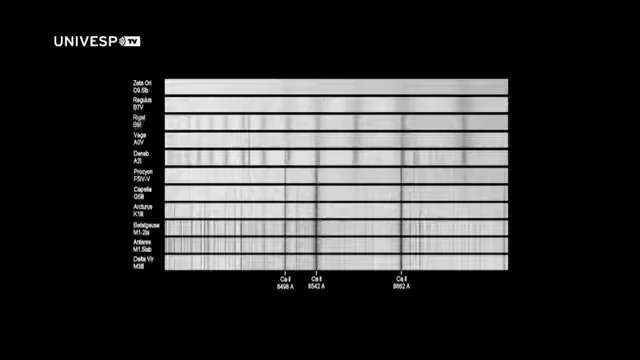 UNIVESP TV
Zeta Ori
O9.5Ib
Regulus
B7V
Rigel
B8I
Vega
A0V
Deneb
A2I
Procyon
F5IV-V
Capella
G5III
Arcturus
K1III
Betelgeuse
M1-2Ia
Antares
M1.5Iab
Delta Vir
M3III
Ca II
8498 A
Ca II
8542 A
Ca II
8662 A